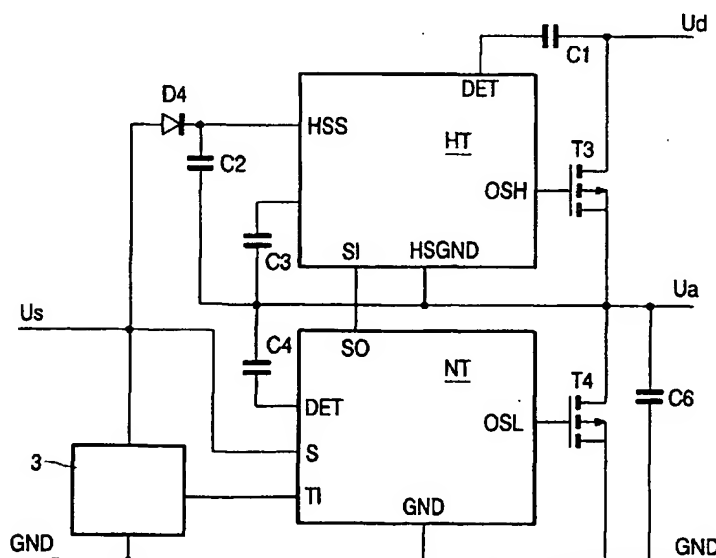 Ud
C1
DET
D4
HSS
HT
T3
C2
OSH
C3
SI
HSGND
Ua
Us
SO
C4
NT
T4
DET
OSL
C6
S
3
TI
GND
GND
GND